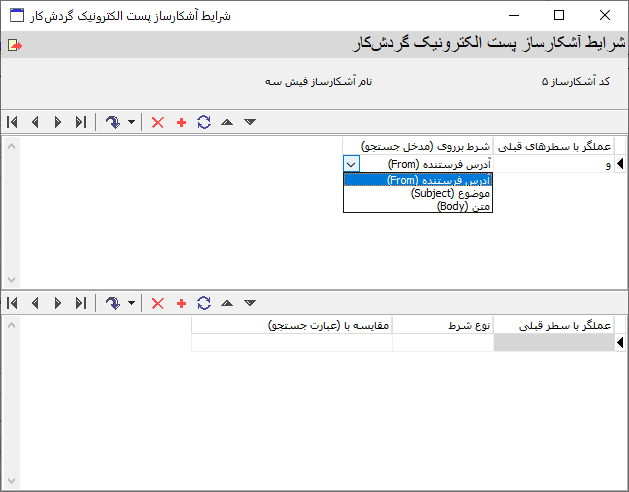 شرایط آشکارساز پست الکترونیک گردش‌کار
شرایط آشکارساز پست الکترونیک گردش‌کار
کد آشکارساز ۵ نام آشکارساز فیش سه
عملگر با سطرهای قبلی شرط برروی (مدخل جستجو)
و آدرس فرستنده (From)
آدرس فرستنده (From)
موضوع (Subject)
متن (Body)
عملگر با سطر قبلی نوع شرط مقایسه با (عبارت جستجو)